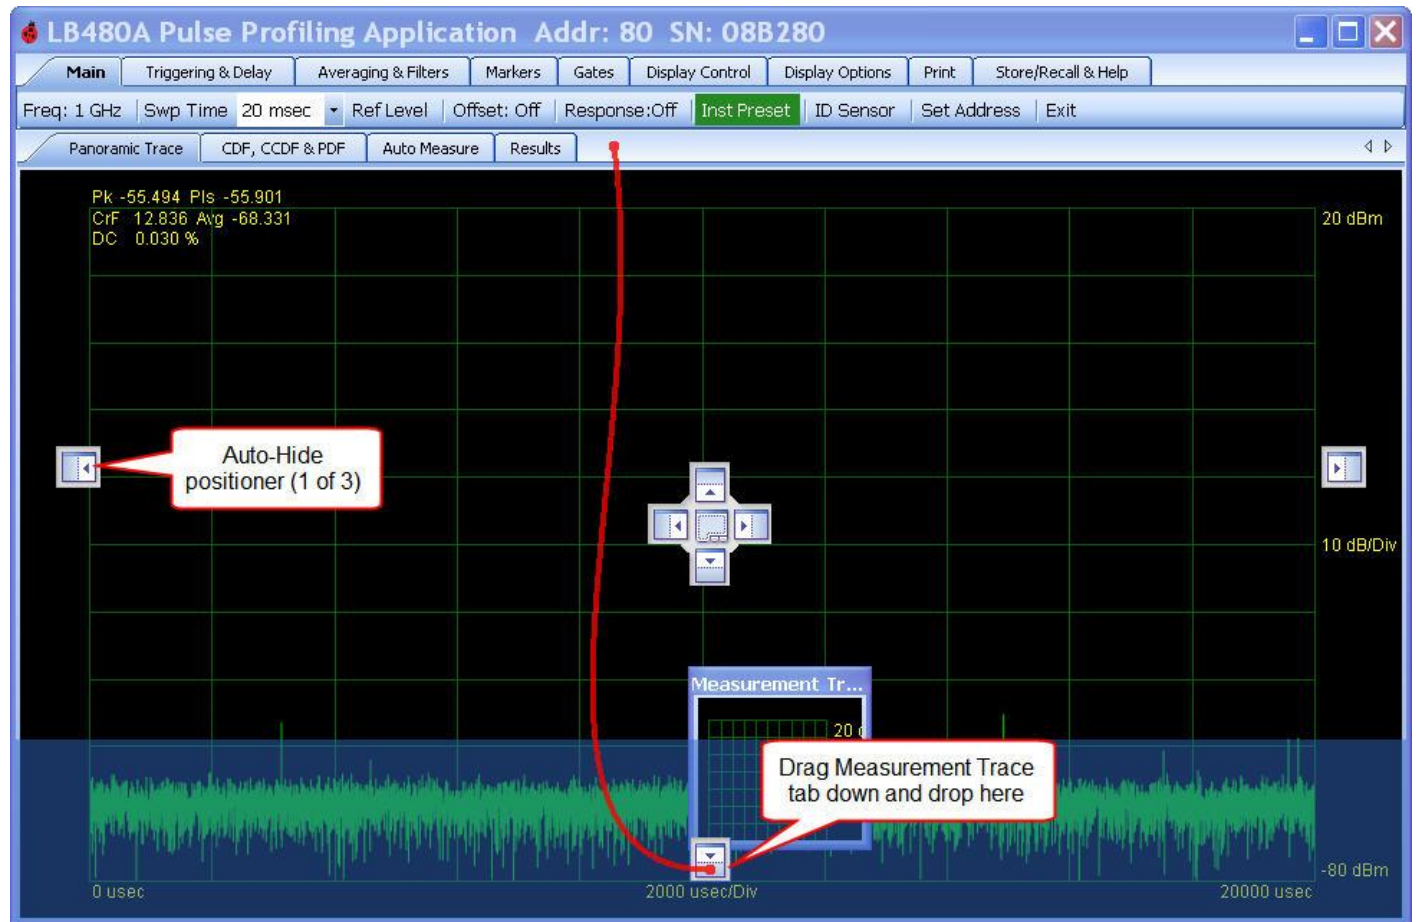 LB480A Pulse Profiling Application Addr: 80 SN: 08B280
Main Triggering & Delay Averaging & Filters Markers Gates Display Control Display Options Print Store/Recall & Help
Freq: 1 GHz Swp Time 20 msec Ref Level Offset: Off Response:Off Inst Preset ID Sensor Set Address Exit
Panoramic Trace CDF, CCDF & PDF Auto Measure Results
Pk -55.494 Pls -55.901
CrF 12.836 Avg -68.331
DC 0.030 %
20 dBm
Auto-Hide
positioner (1 of 3)
10 dB/Div
Measurement Tr...
20 d
Drag Measurement Trace
tab down and drop here
-80 dBm
0 usec 2000 usec/Div 20000 usec